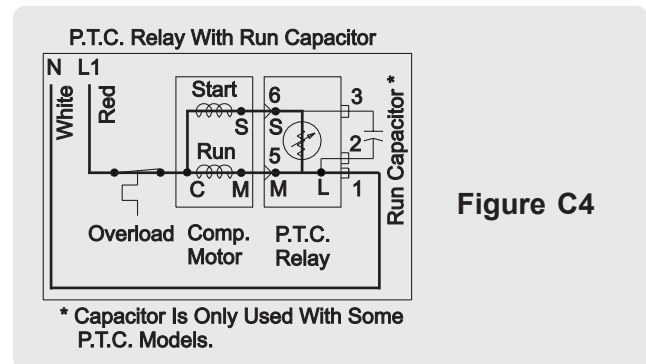 P.T.C. Relay With Run Capacitor
N L1
White
Red
Start
S
Run
C M
6
S
5
M
L
3
2
1
Run Capacitor *
Overload
Comp.
Motor
P.T.C.
Relay
* Capacitor Is Only Used With Some
P.T.C. Models.
Figure C4